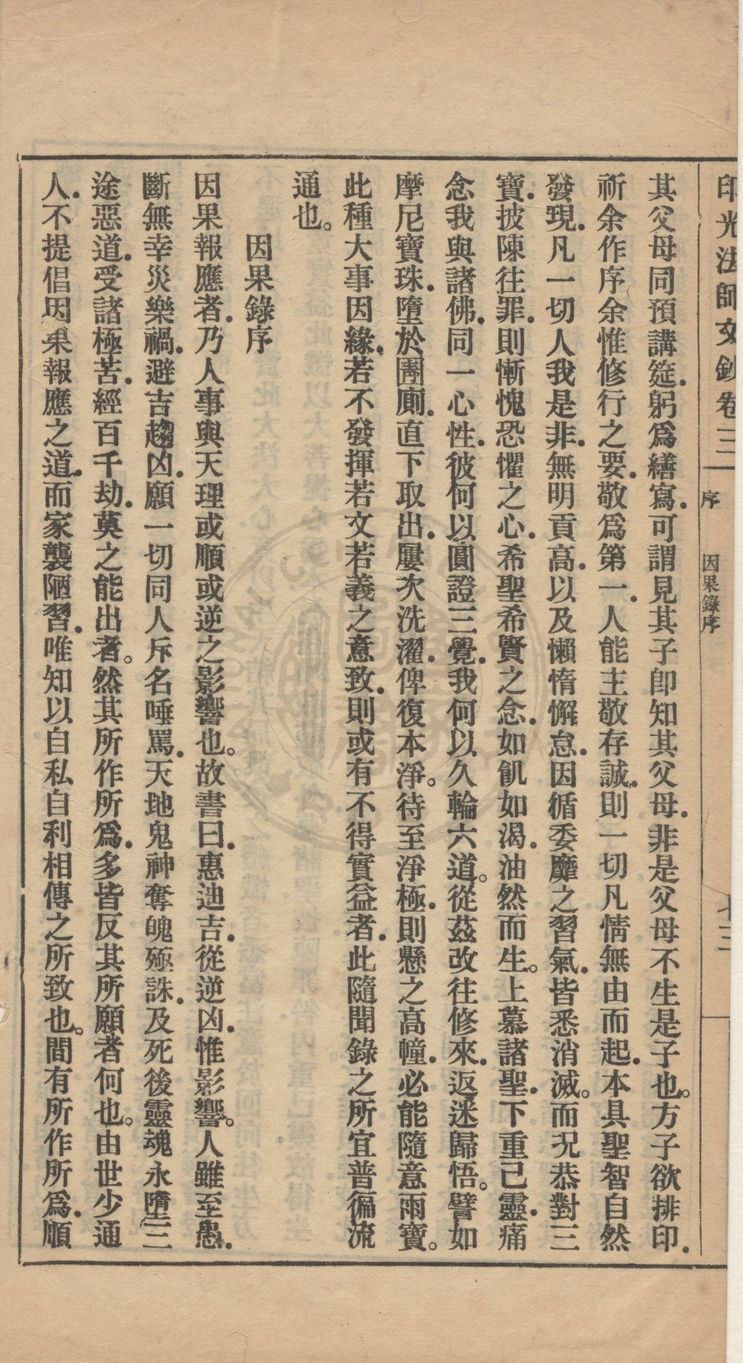 印光法師文鈔卷三 序 因果錄序 七三
其父母同預講筵.躬爲繕寫.可謂見其子卽知其父母.非是父母不生是子也。方子欲排印.
祈余作序.余惟修行之要.敬爲第一.人能主敬存誠.則一切凡情無由而起.本具聖智自然
發現.凡一切人我是非.無明貢高.以及懶惰懈怠.因循委靡之習氣.皆悉消滅。而况恭對三
寶.披陳往罪.則慚愧恐懼之心.希聖希賢之念.如飢如渴.油然而生。上慕諸聖.下重己靈.痛
念我與諸佛.同一心性.彼何以圓證三覺.我何以久輪六道。從茲改往修來.返迷歸悟。譬如
摩尼寶珠.墮於圊廁.直下取出.屢次洗濯.俾復本淨。待至淨極.則懸之高幢.必能隨意雨寶。
此種大事因緣.若不發揮若文若義之意致.則或有不得實益者.此隨聞錄之所宜普徧流
通也。
因果錄序
因果報應者.乃人事與天理或順或逆之影響也。故書曰.惠迪吉.從逆凶.惟影響。人雖至愚.
斷無幸災樂禍.避吉趨凶.願一切同人斥名唾罵.天地鬼神奪魄殛誅.及死後靈魂永墮三
途惡道.受諸極苦.經百千劫.莫之能出者。然其所作所爲.多皆反其所願者何也。由世少通
人.不提倡因果報應之道.而家襲陋習.唯知以自私自利相傳之所致也。間有所作所爲.順